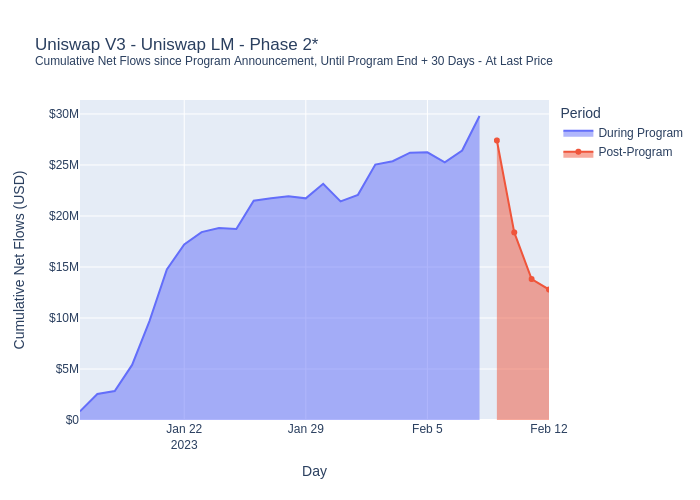 Uniswap V3 - Uniswap LM - Phase 2*
Cumulative Net Flows since Program Announcement, Until Program End + 30 Days - At Last Price
Cumulative Net Flows (USD)
$30M
$25M
$20M
$15M
$10M
$5M
$0
Jan 22
2023
Jan 29
Feb 5
Feb 12
Day
Period
During Program
Post-Program